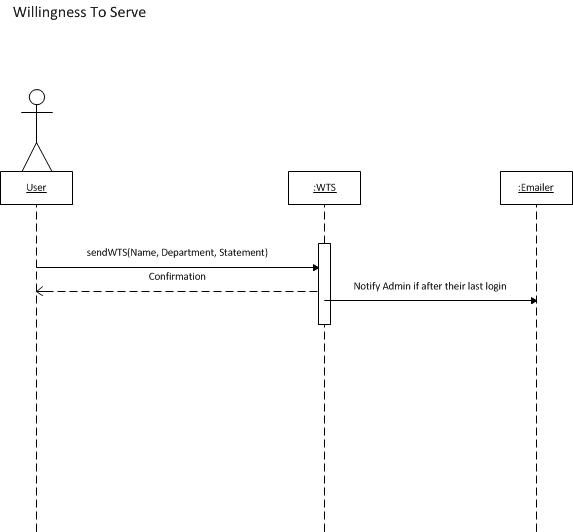 Willingness To Serve
User
:WTS
:Emailer
sendWTS(Name, Department, Statement)
Confirmation
Notify Admin if after their last login